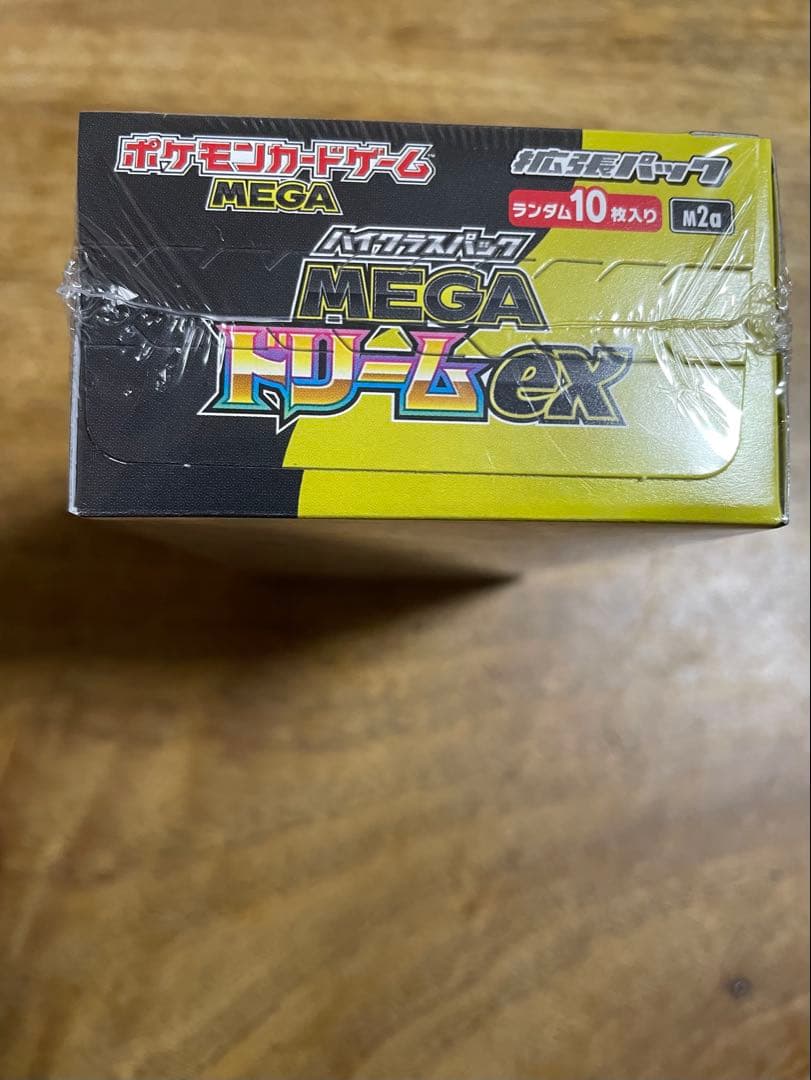 ポケモンカードゲーム™
MEGA
拡張パック
ランダム10枚入り
M2a
ハイクラスパック
MEGA
ドリームex